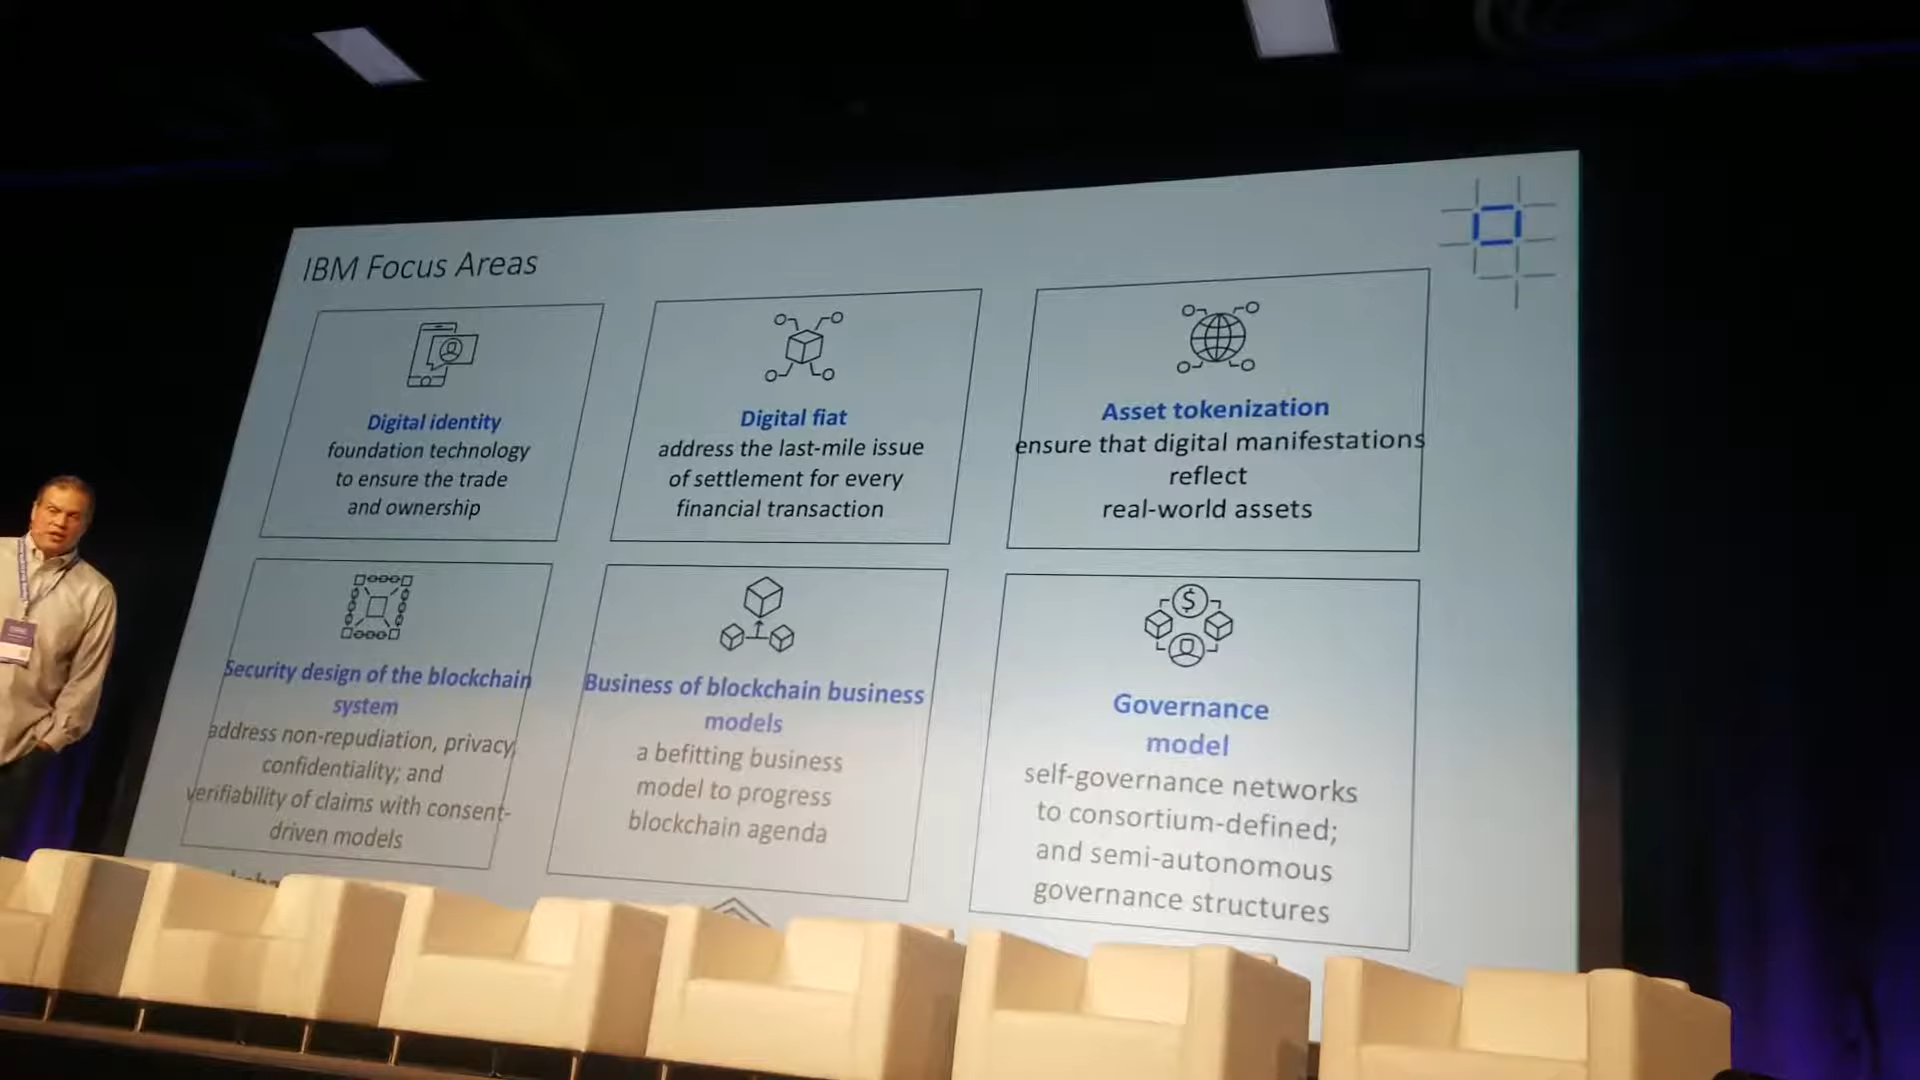 IBM Focus Areas
Digital identity
foundation technology
to ensure the trade
and ownership
Digital fiat
address the last-mile issue
of settlement for every
financial transaction
Asset tokenization
ensure that digital manifestations
reflect
real-world assets
Security design of the blockchain
system
address non-repudiation, privacy,
confidentiality; and
verifiability of claims with consent-
driven models
Business of blockchain business
models
a befitting business
model to progress
blockchain agenda
Governance
model
self-governance networks
to consortium-defined;
and semi-autonomous
governance structures